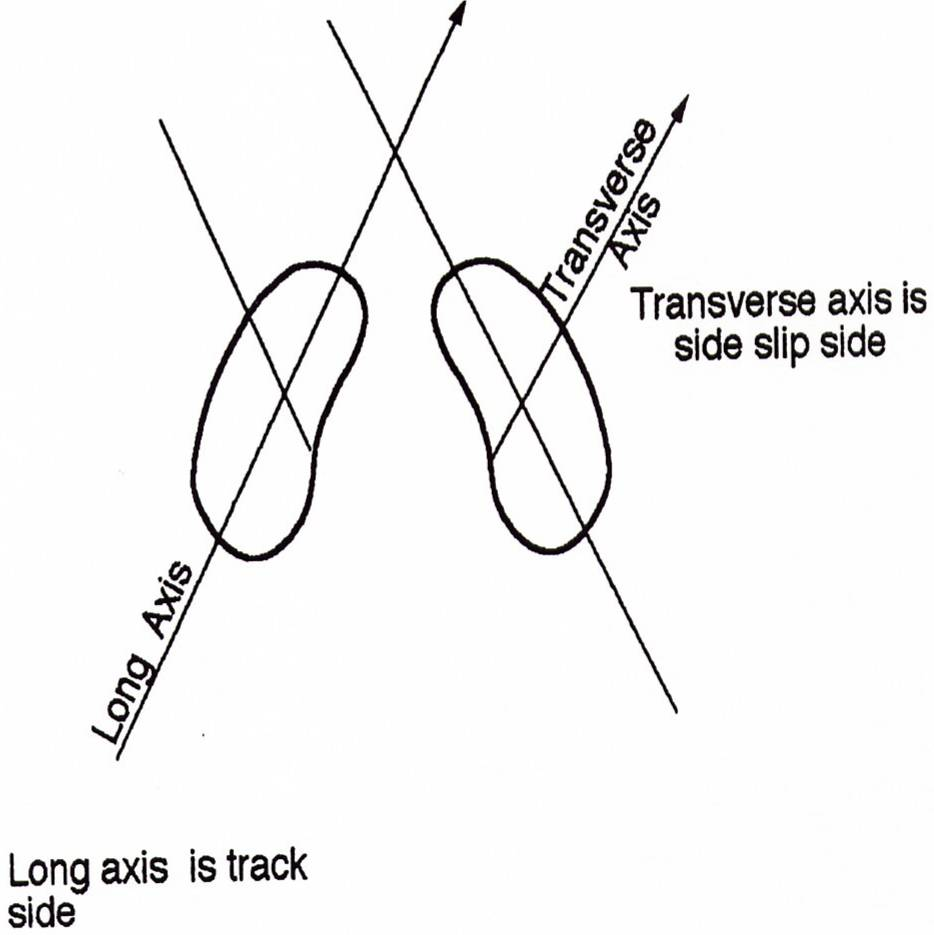 Transverse
Axis
Transverse axis is
side slip side
Long Axis
Long axis is track
side